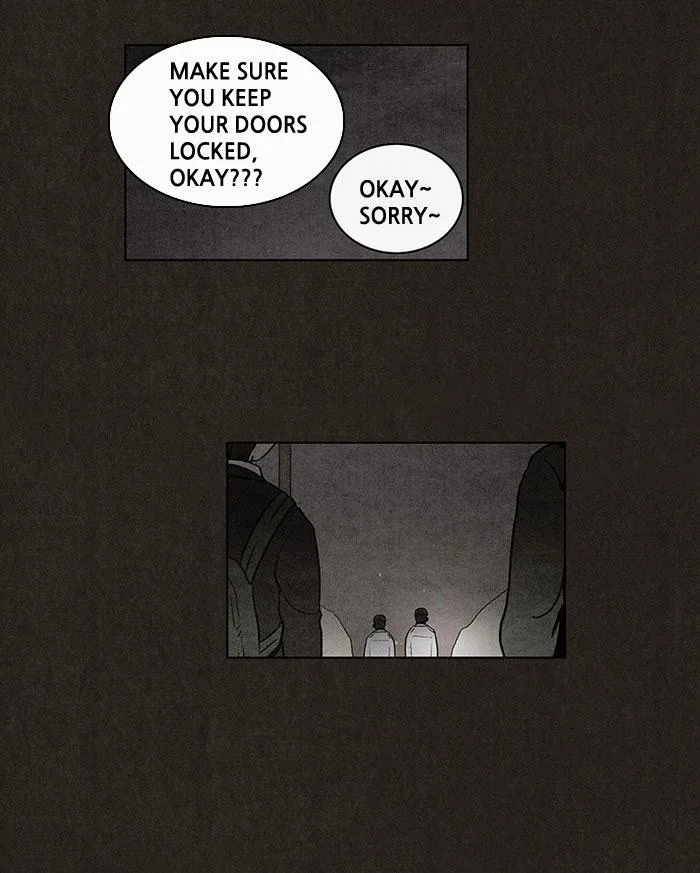 MAKE SURE
YOU KEEP
YOUR DOORS
LOCKED,
OKAY???
OKAY~
SORRY~